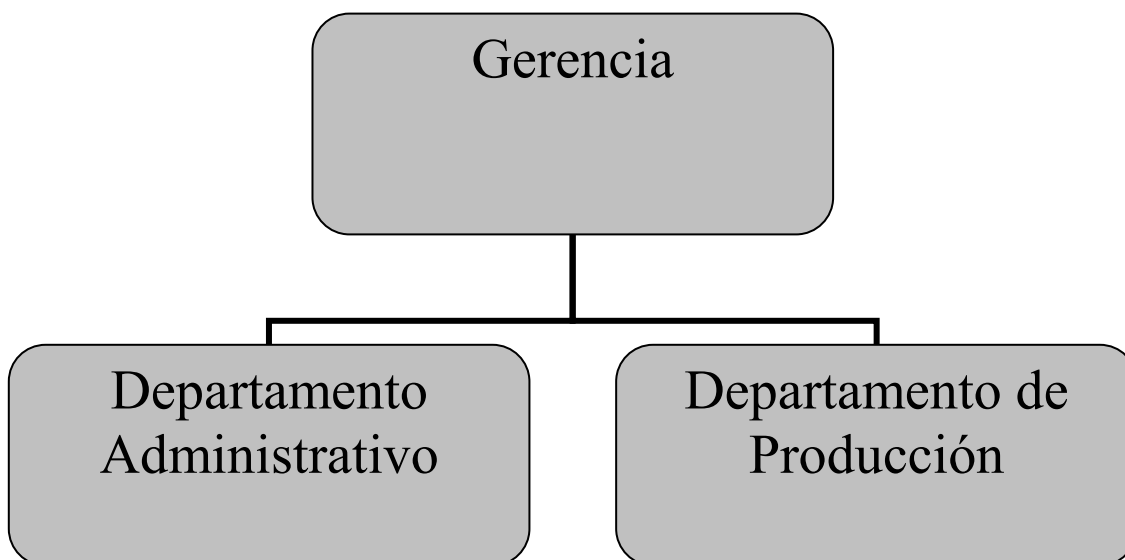 Gerencia
Departamento
Administrativo
Departamento de
Producción